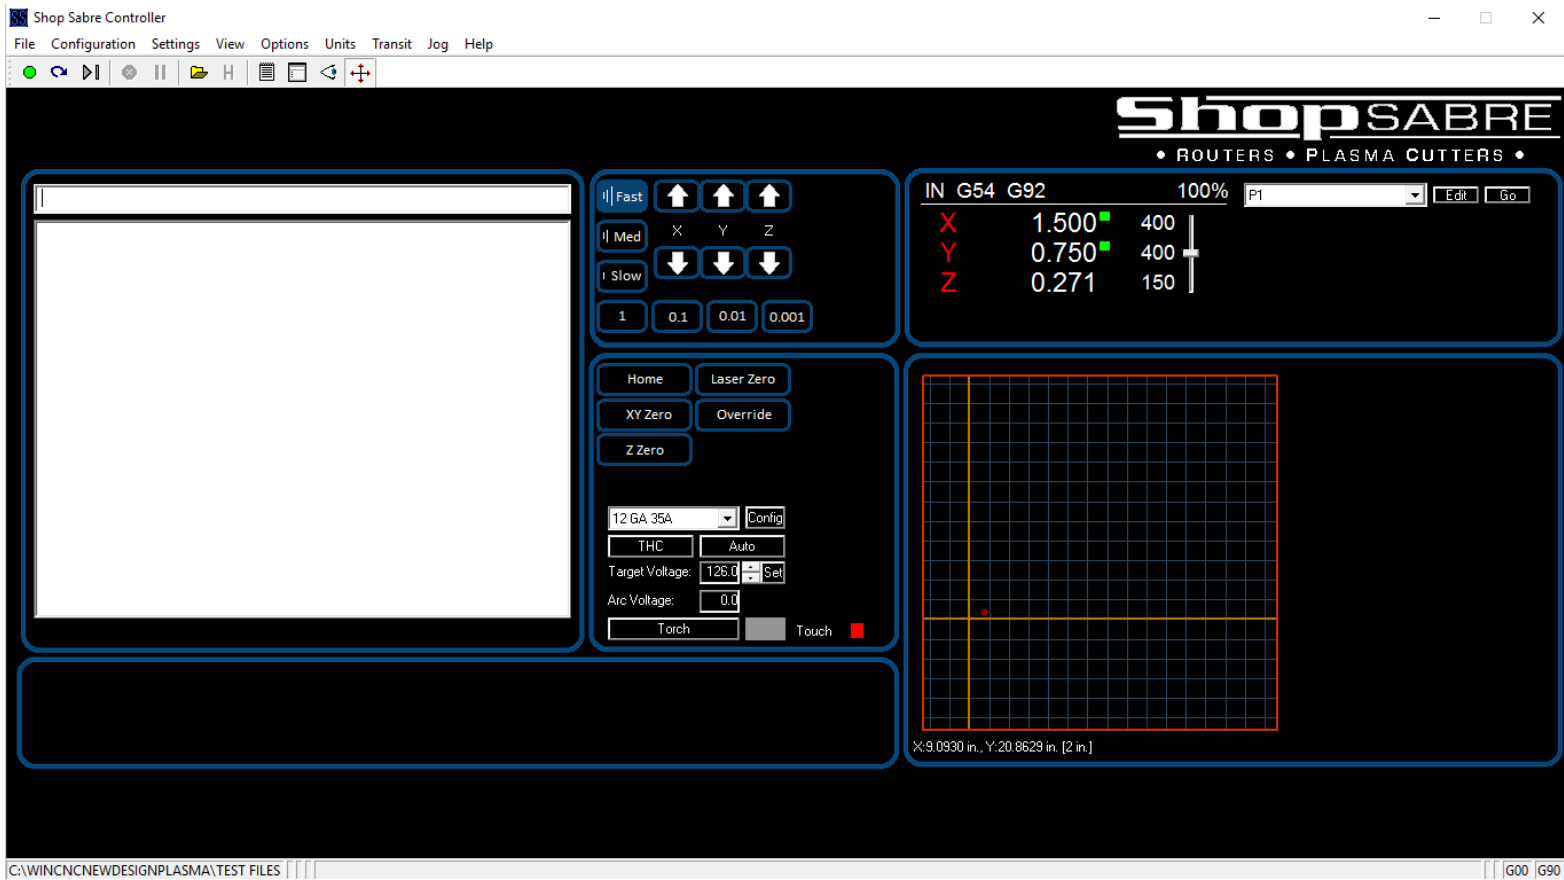 Shop Sabre Controller
File Configuration Settings View Options Units Transit Jog Help
H
ShopSABRE
• ROUTERS • PLASMA CUTTERS •
Fast
Med
Slow
X Y Z
1 0.1 0.01 0.001
IN G54 G92 100%
P1 Edit Go
X 1.500 400
Y 0.750 400
Z 0.271 150
Home Laser Zero
XY Zero Override
Z Zero
12 GA 35A Config
THC Auto
Target Voltage: 126.0 Set
Arc Voltage: 0.0
Torch Touch
X:9.0930 in., Y:20.8629 in. [2 in.]
C:\WINCNCNEWDESIGNPLASMA\TEST FILES G00 G90